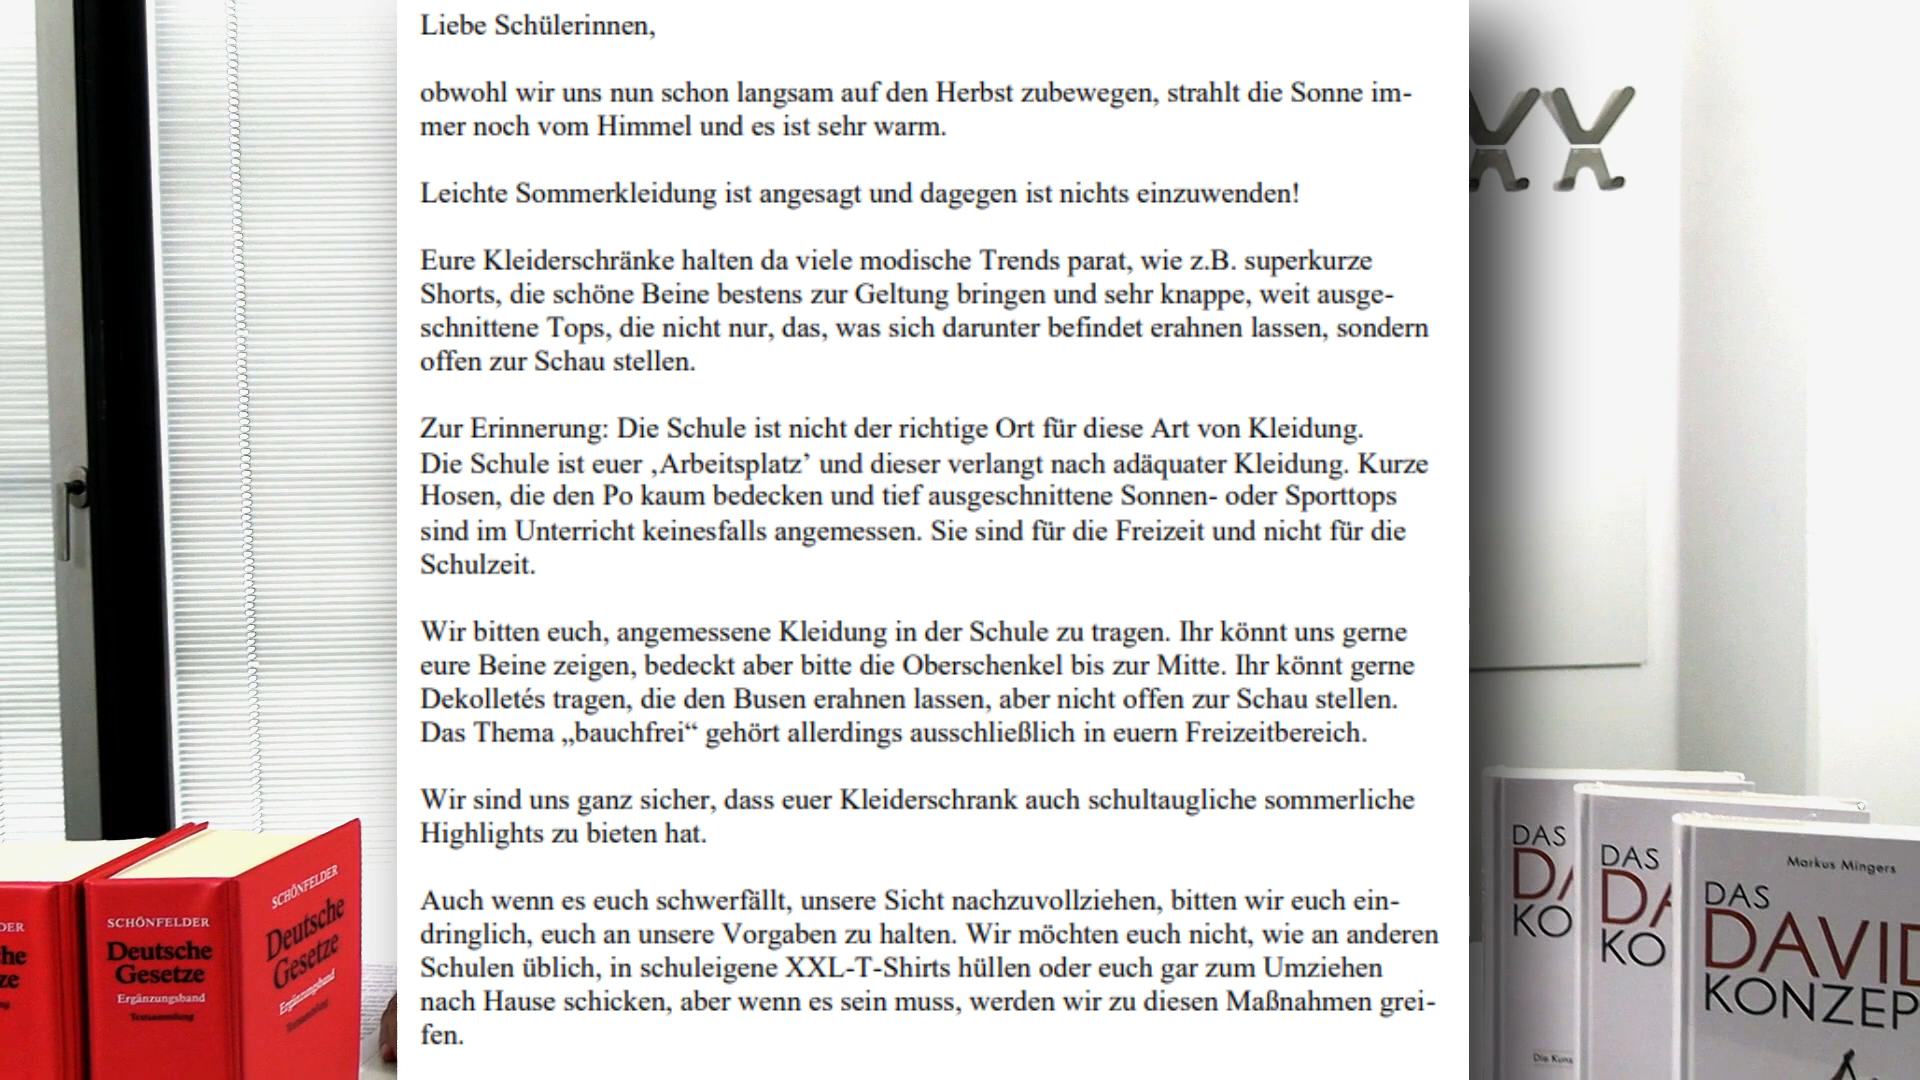 Liebe Schülerinnen,
obwohl wir uns nun schon langsam auf den Herbst zubewegen, strahlt die Sonne im-
mer noch vom Himmel und es ist sehr warm.
Leichte Sommerkleidung ist angesagt und dagegen ist nichts einzuwenden!
Eure Kleiderschränke halten da viele modische Trends parat, wie z.B. superkurze
Shorts, die schöne Beine bestens zur Geltung bringen und sehr knappe, weit ausge-
schnittene Tops, die nicht nur, das, was sich darunter befindet erahnen lassen, sondern
offen zur Schau stellen.
Zur Erinnerung: Die Schule ist nicht der richtige Ort für diese Art von Kleidung.
Die Schule ist euer ‚Arbeitsplatz’ und dieser verlangt nach adäquater Kleidung. Kurze
Hosen, die den Po kaum bedecken und tief ausgeschnittene Sonnen- oder Sporttops
sind im Unterricht keinesfalls angemessen. Sie sind für die Freizeit und nicht für die
Schulzeit.
Wir bitten euch, angemessene Kleidung in der Schule zu tragen. Ihr könnt uns gerne
eure Beine zeigen, bedeckt aber bitte die Oberschenkel bis zur Mitte. Ihr könnt gerne
Dekolletés tragen, die den Busen erahnen lassen, aber nicht offen zur Schau stellen.
Das Thema „bauchfrei“ gehört allerdings ausschließlich in euern Freizeitbereich.
Wir sind uns ganz sicher, dass euer Kleiderschrank auch schultaugliche sommerliche
Highlights zu bieten hat.
Auch wenn es euch schwerfällt, unsere Sicht nachzuvollziehen, bitten wir euch ein-
dringlich, euch an unsere Vorgaben zu halten. Wir möchten euch nicht, wie an anderen
Schulen üblich, in schuleigene XXL-T-Shirts hüllen oder euch gar zum Umziehen
nach Hause schicken, aber wenn es sein muss, werden wir zu diesen Maßnahmen grei-
fen.
DER
he
ze
SCHÖNFELDER
Deutsche
Gesetze
Ergänzungsband
Textsammlung
SCHÖNFELDER
Deutsche
Gesetze
Ergänzungsband
Textsammlung
DAS
DA
KO
Die Kuns
DAS
DA
KO
Markus Mingers
DAS
DAVID
KONZEP